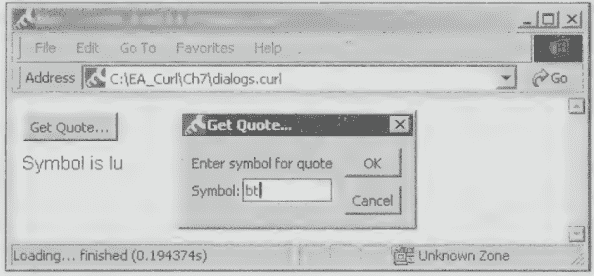 File Edit Go To Favorites Help
Address C:\EA_Curl\Ch7\dialogs.curl Go
Get Quote...
Symbol is lu
Get Quote...
Enter symbol for quote OK
Symbol: bt
Cancel
Loading... finished (0.194374s) Unknown Zone